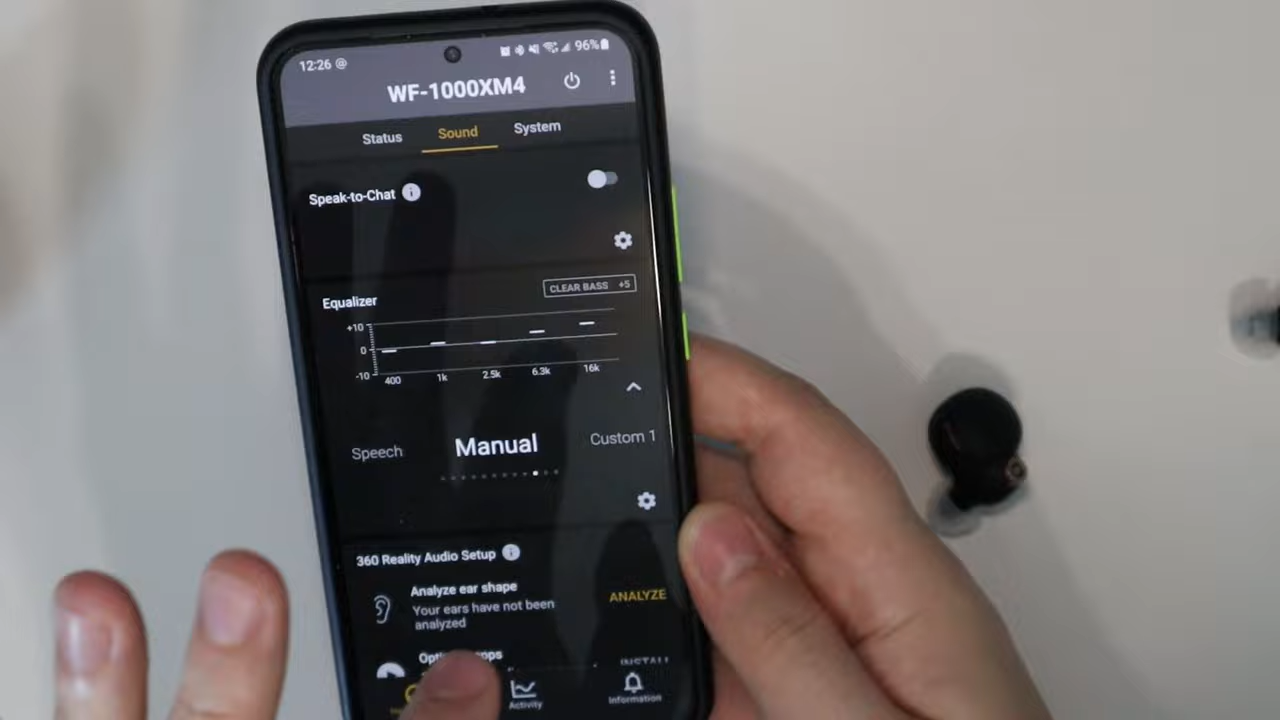 12:26 @ 96%
WF-1000XM4
Status Sound System
Speak-to-Chat
CLEAR BASS +5
Equalizer
+10
0
-10
400 1k 2.5k 6.3k 16k
Speech Manual Custom 1
360 Reality Audio Setup
Analyze ear shape
Your ears have not been
analyzed
ANALYZE
Activity Information